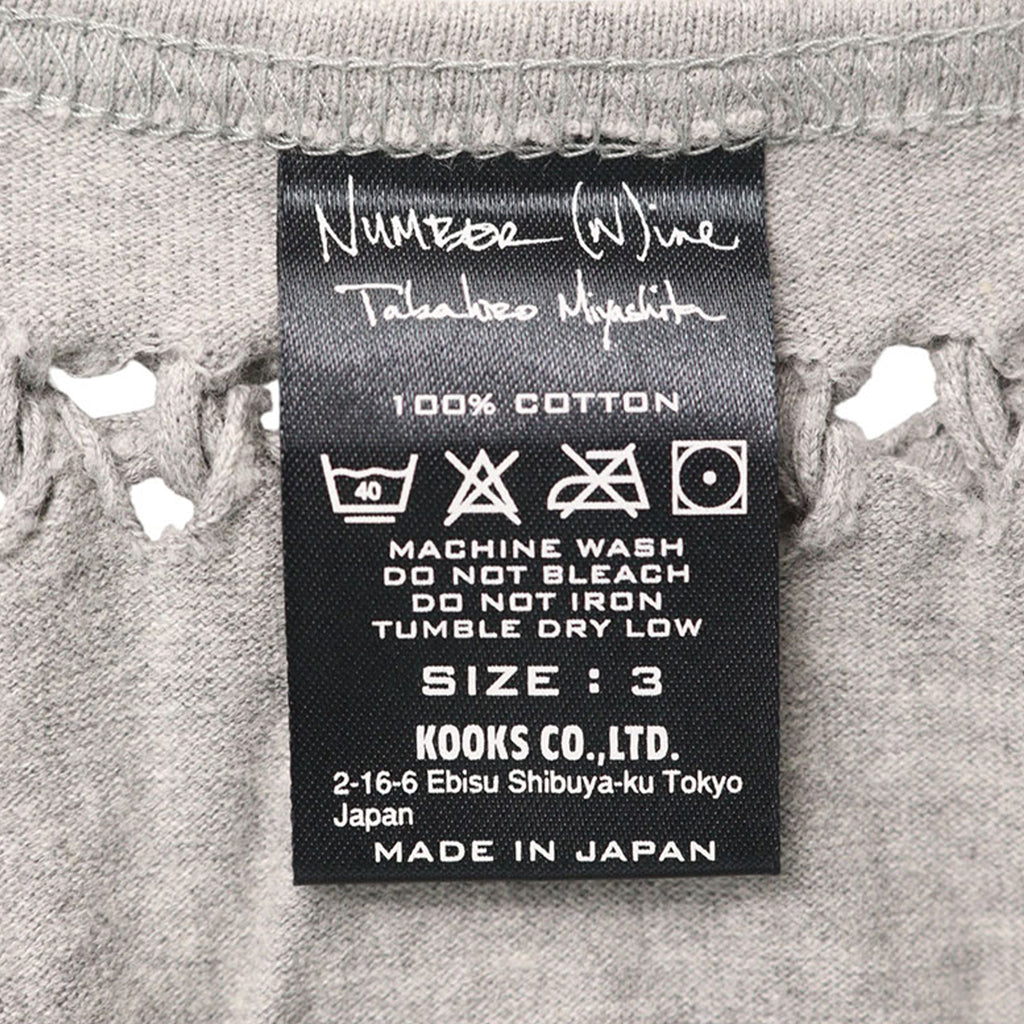 NUMBER (N)ine
Takahiro Miyashita
100% COTTON
40
MACHINE WASH
DO NOT BLEACH
DO NOT IRON
TUMBLE DRY LOW
SIZE : 3
KOOKS CO.,LTD.
2-16-6 Ebisu Shibuya-ku Tokyo
Japan
MADE IN JAPAN